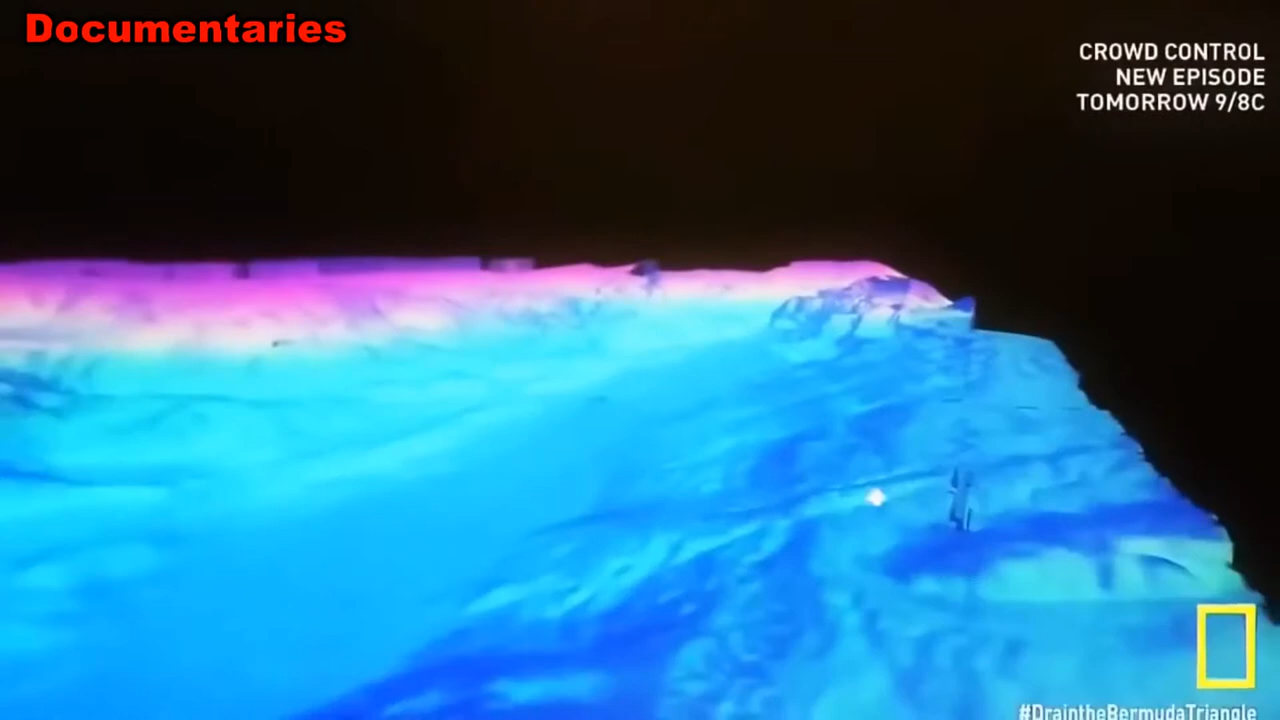 Documentaries
CROWD CONTROL
NEW EPISODE
TOMORROW 9/8C
#DraintheBermudaTriangle